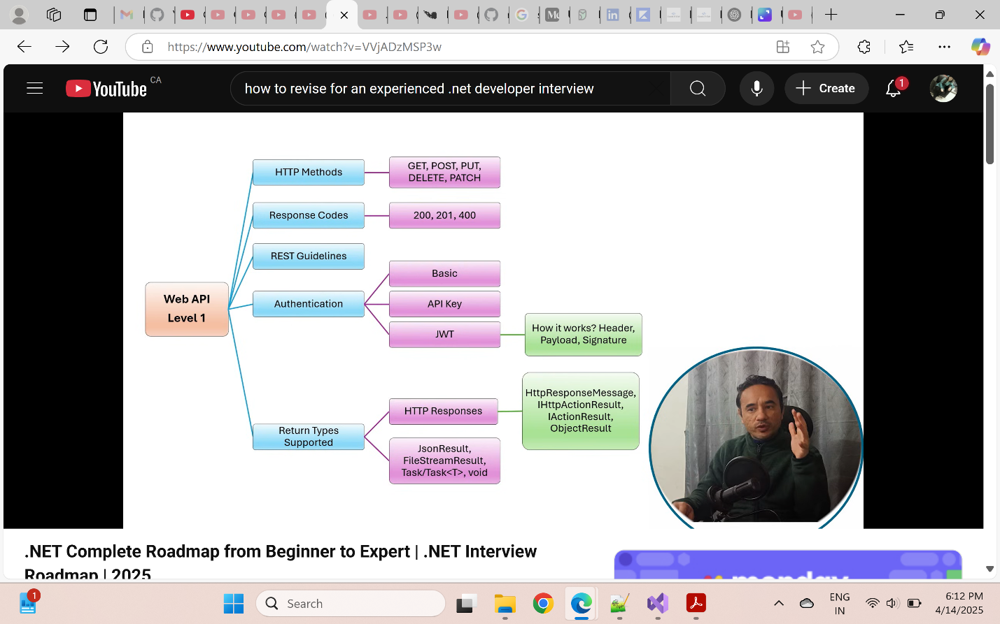 https://www.youtube.com/watch?v=VVjADzMSP3w
YouTube CA
how to revise for an experienced .net developer interview
Create
1
HTTP Methods
GET, POST, PUT,
DELETE, PATCH
Response Codes
200, 201, 400
REST Guidelines
Web API
Level 1
Authentication
Basic
API Key
JWT
How it works? Header,
Payload, Signature
Return Types
Supported
HTTP Responses
HttpResponseMessage,
IHttpActionResult,
IActionResult,
ObjectResult
JsonResult,
FileStreamResult,
Task/Task<T>, void
.NET Complete Roadmap from Beginner to Expert | .NET Interview
Roadmap | 2025
monday
1
Search
ENG
IN
6:12 PM
4/14/2025